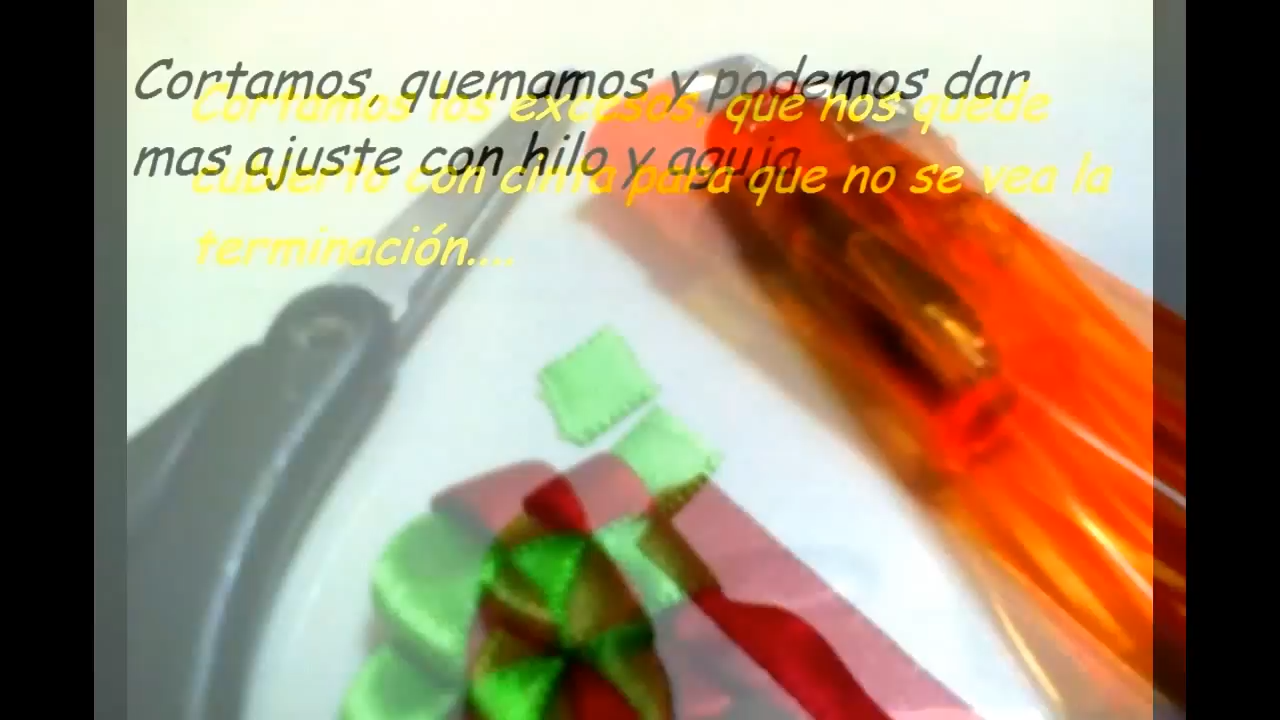 Cortamos, quemamos y podemos dar
mas ajuste con hilo y aguja
Cortamos los excesos, que nos quede
cubierto con cinta para que no se vea la
terminación....